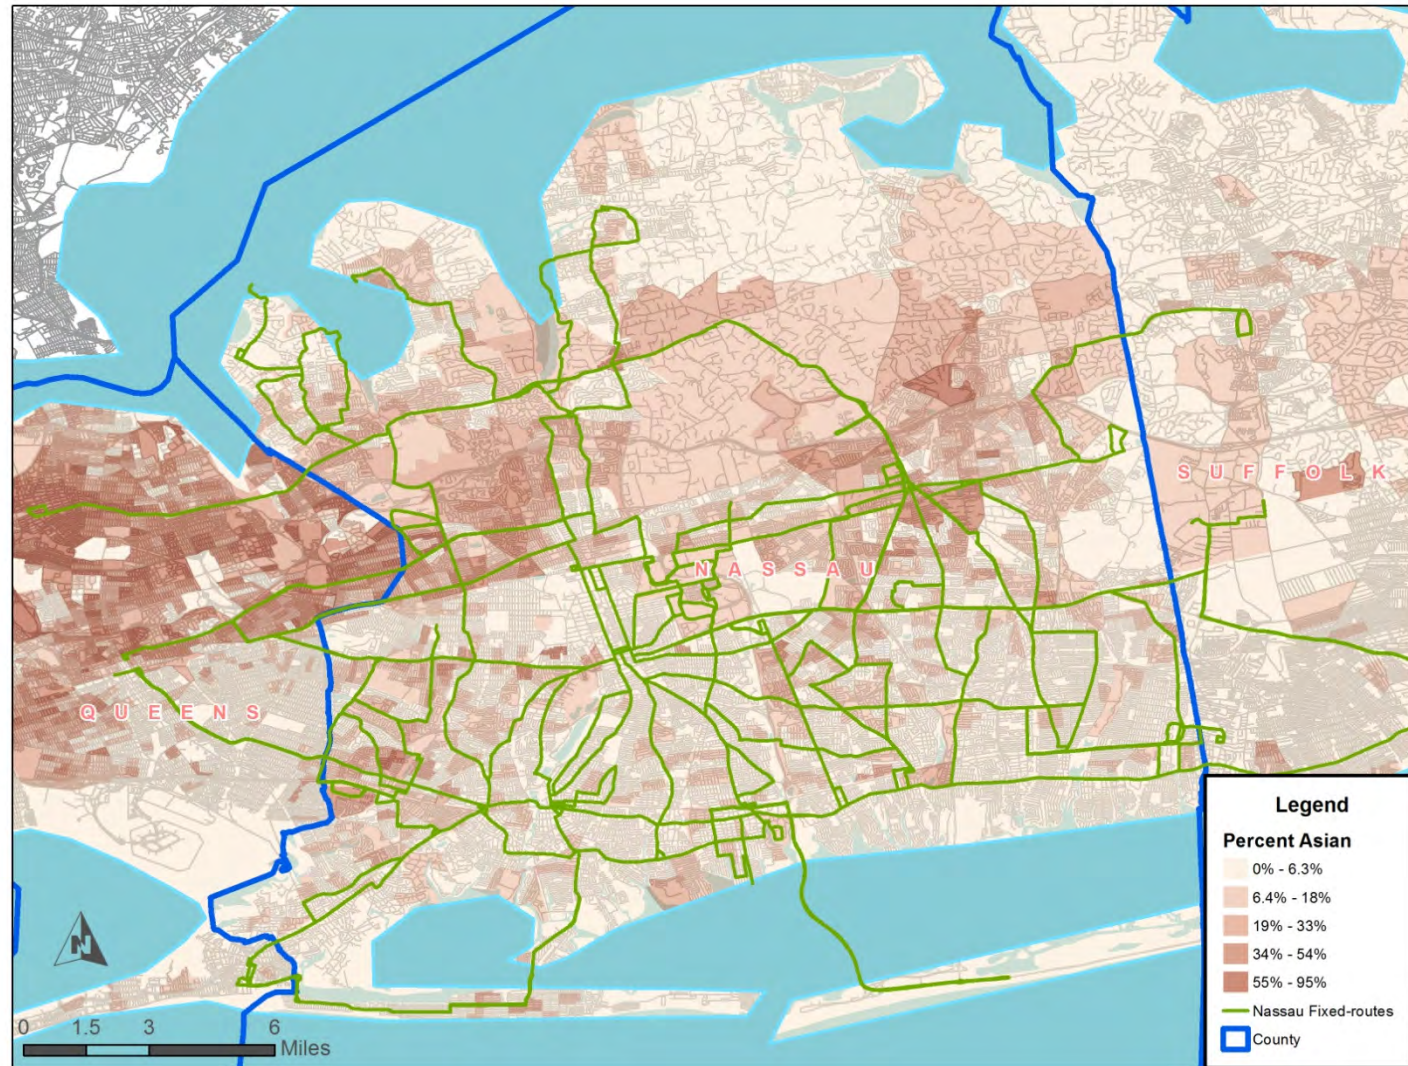 SUFFOLK
NASSAU
QUEENS
N
0 1.5 3 6
Miles
Legend
Percent Asian
0% - 6.3%
6.4% - 18%
19% - 33%
34% - 54%
55% - 95%
Nassau Fixed-routes
County